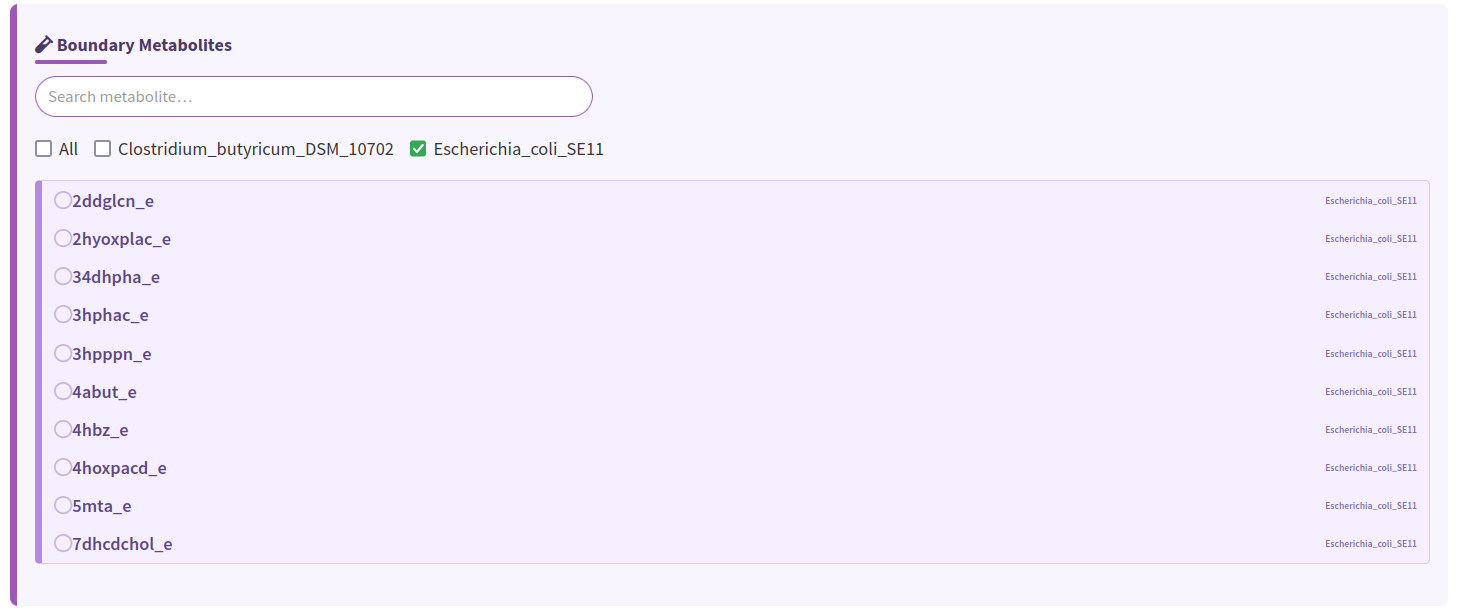 Boundary Metabolites
Search metabolite...
All Clostridium_butyricum_DSM_10702 Escherichia_coli_SE11
2ddglcn_e Escherichia_coli_SE11
2hyoxplac_e Escherichia_coli_SE11
34dhpha_e Escherichia_coli_SE11
3hphac_e Escherichia_coli_SE11
3hpppn_e Escherichia_coli_SE11
4abut_e Escherichia_coli_SE11
4hbz_e Escherichia_coli_SE11
4hoxpacd_e Escherichia_coli_SE11
5mta_e Escherichia_coli_SE11
7dhcdchol_e Escherichia_coli_SE11